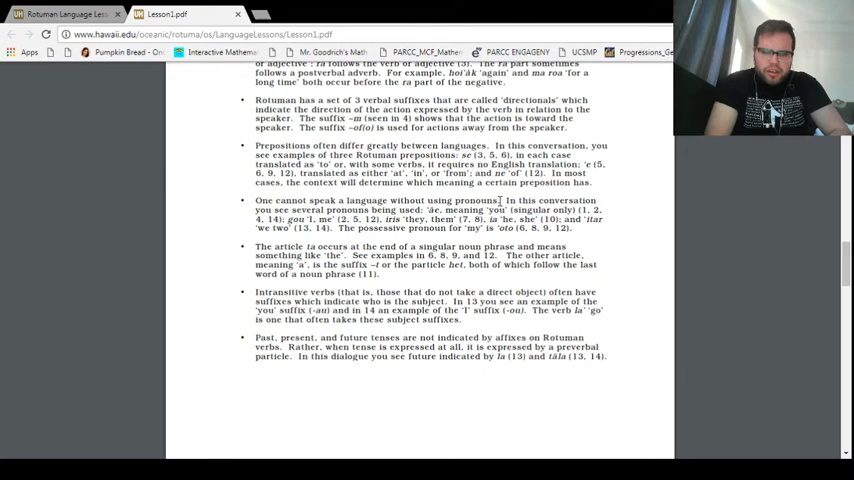 Rotuman Language Less
Lesson1.pdf
www.hawaii.edu/oceanic/rotuma/os/LanguageLessons/Lesson1.pdf
Apps
Pumpkin Bread - On
Interactive Mathema
Mr. Goodrich's Math
PARCC_MCF_Mathem
PARCC ENGAGENY
UCSMP
Progressions_Ge
or adjective ; ra follows the verb or adjective (3). The ra part sometimes
follows a postverbal adverb. For example, hoi'ȧk 'again' and ma roa 'for a
long time' both occur before the ra part of the negative.
• Rotuman has a set of 3 verbal suffixes that are called 'directionals' which
indicate the direction of the action expressed by the verb in relation to the
speaker. The suffix –m (seen in 4) shows that the action is toward the
speaker. The suffix –of(o) is used for actions away from the speaker.
• Prepositions often differ greatly between languages. In this conversation, you
see examples of three Rotuman prepositions: se (3, 5, 6), in each case
translated as 'to' or, with some verbs, it requires no English translation; 'e (5,
6, 9, 12), translated as either 'at', 'in', or 'from'; and ne 'of' (12). In most
cases, the context will determine which meaning a certain preposition has.
• One cannot speak a language without using pronouns. In this conversation
you see several pronouns being used: 'äe, meaning 'you' (singular only) (1, 2,
4, 14); gou 'I, me' (2, 5, 12), iris 'they, them' (7, 8), ia 'he, she' (10); and 'itar
'we two' (13, 14). The possessive pronoun for 'my' is 'oto (6, 8, 9, 12).
• The article ta occurs at the end of a singular noun phrase and means
something like 'the'. See examples in 6, 8, 9, and 12. The other article,
meaning 'a', is the suffix –t or the particle het, both of which follow the last
word of a noun phrase (11).
• Intransitive verbs (that is, those that do not take a direct object) often have
suffixes which indicate who is the subject. In 13 you see an example of the
'you' suffix (-au) and in 14 an example of the 'I' suffix (-ou). The verb la' 'go'
is one that often takes these subject suffixes.
• Past, present, and future tenses are not indicated by affixes on Rotuman
verbs. Rather, when tense is expressed at all, it is expressed by a preverbal
particle. In this dialogue you see future indicated by la (13) and täla (13, 14).